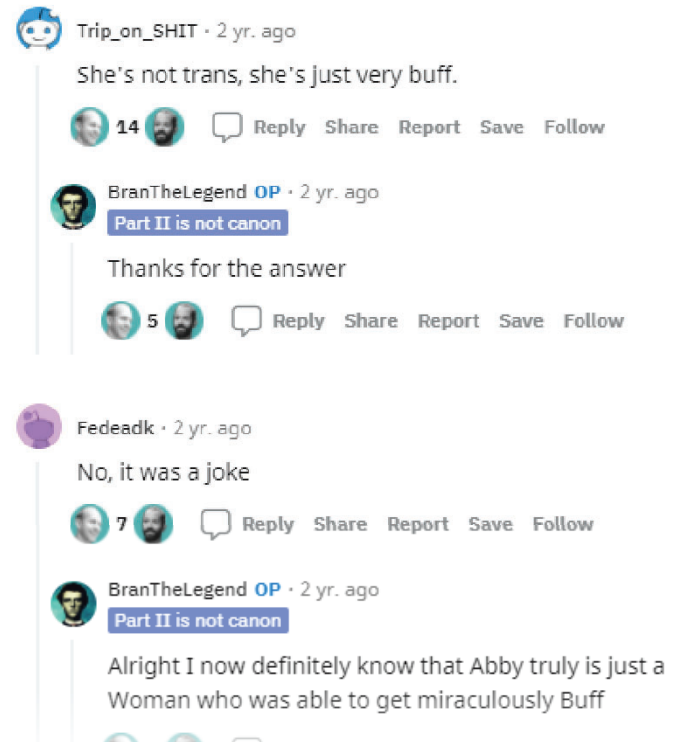 Trip_on_SHIT · 2 yr. ago
She's not trans, she's just very buff.
14 Reply Share Report Save Follow
BranTheLegend OP · 2 yr. ago
Part II is not canon
Thanks for the answer
5 Reply Share Report Save Follow
Fedeadk · 2 yr. ago
No, it was a joke
7 Reply Share Report Save Follow
BranTheLegend OP · 2 yr. ago
Part II is not canon
Alright I now definitely know that Abby truly is just a
Woman who was able to get miraculously Buff